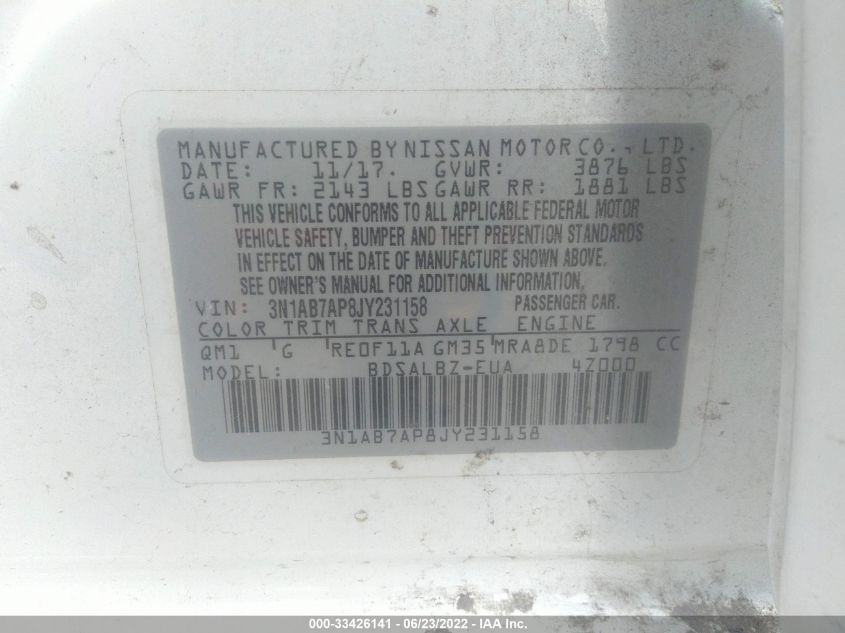 MANUFACTURED BY NISSAN MOTOR CO., LTD.
DATE: 11/17. GVWR: 3876 LBS
GAWR FR: 2143 LBS GAWR RR: 1881 LBS
THIS VEHICLE CONFORMS TO ALL APPLICABLE FEDERAL MOTOR
VEHICLE SAFETY, BUMPER AND THEFT PREVENTION STANDARDS
IN EFFECT ON THE DATE OF MANUFACTURE SHOWN ABOVE.
SEE OWNER'S MANUAL FOR ADDITIONAL INFORMATION.
VIN: 3N1AB7AP8JY231158 PASSENGER CAR.
COLOR TRIM TRANS AXLE ENGINE
QM1 G RE0F11A GM35 MRA8DE 1798 CC
MODEL: BDSALBZ-EUA 4Z000
3N1AB7AP8JY231158
000-33426141 - 06/23/2022 - IAA Inc.